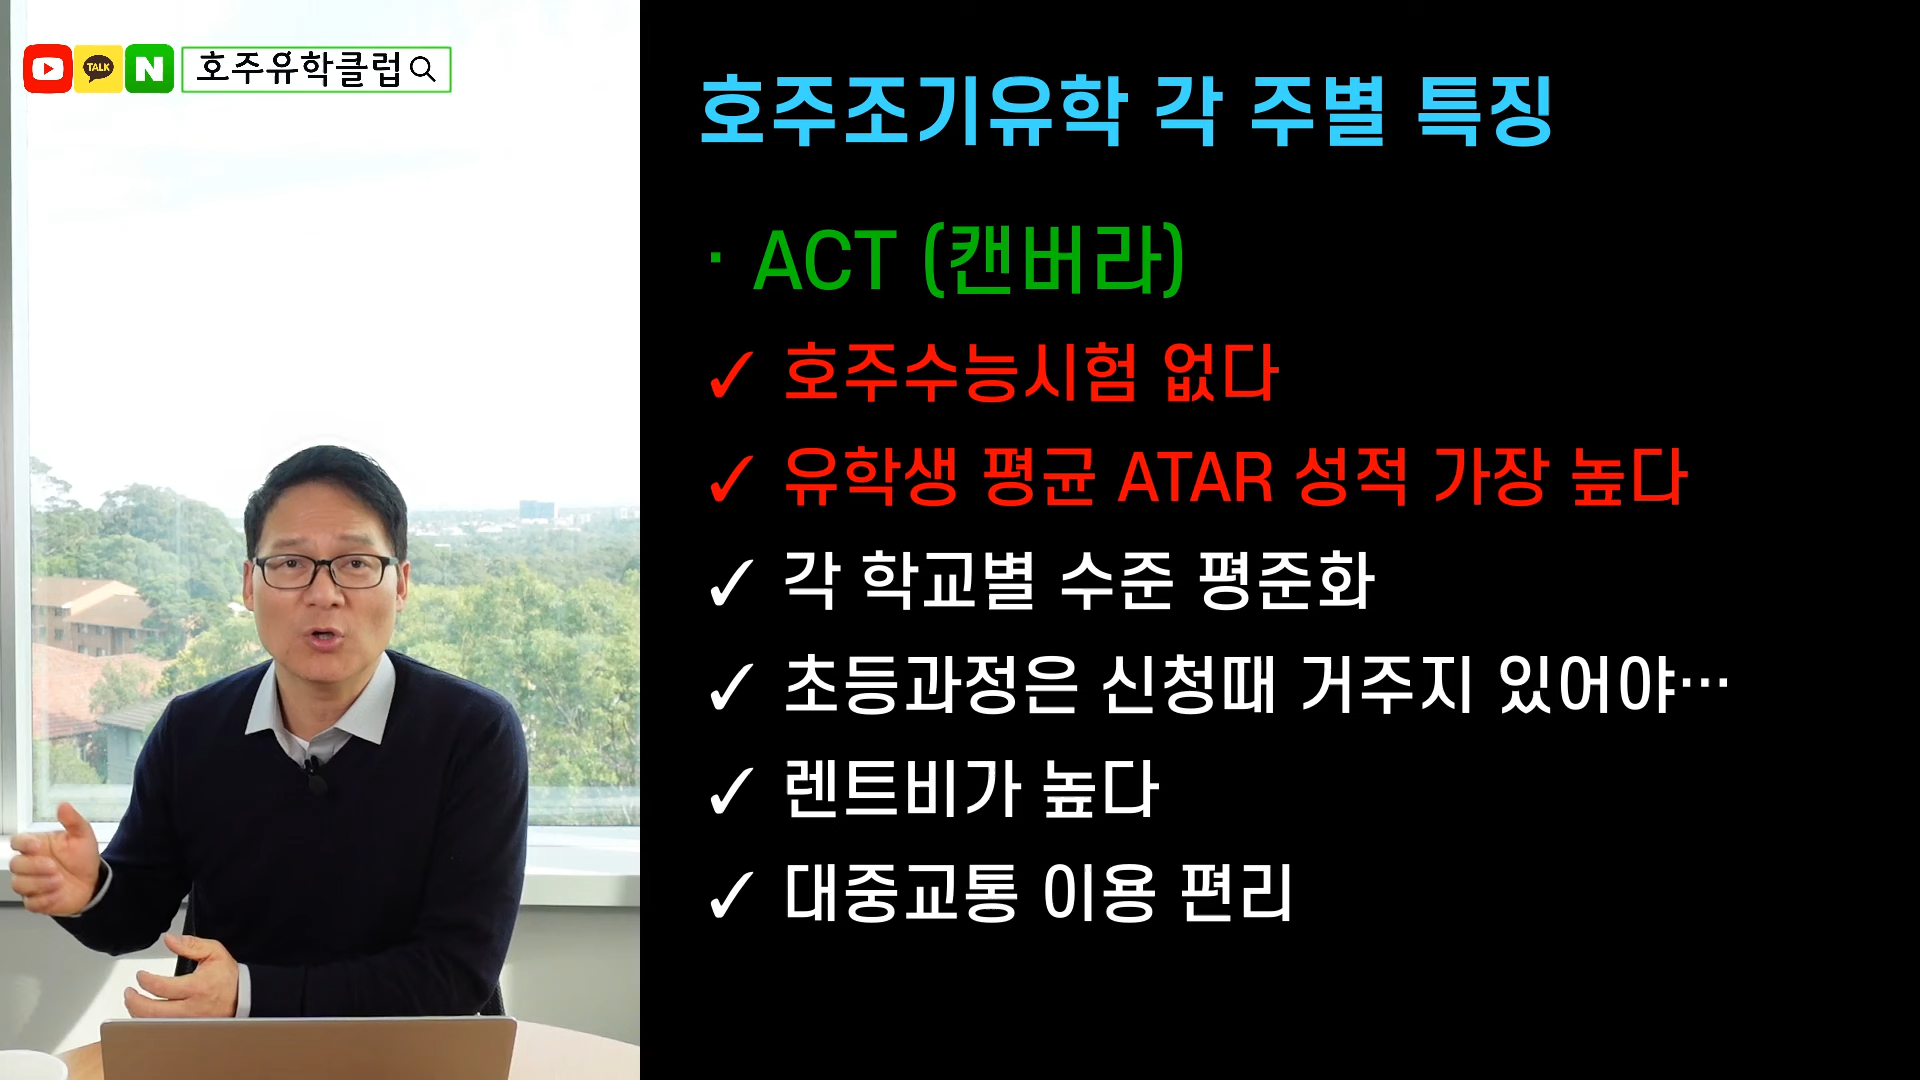 TALK
N
호주유학클럽
호주조기유학 각 주별 특징
· ACT (캔버라)
✓ 호주수능시험 없다
✓ 유학생 평균 ATAR 성적 가장 높다
✓ 각 학교별 수준 평준화
✓ 초등과정은 신청때 거주지 있어야…
✓ 렌트비가 높다
✓ 대중교통 이용 편리